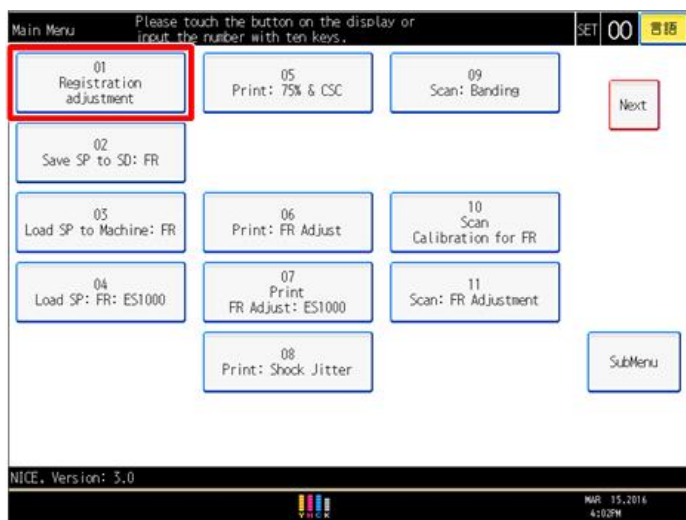 Main Menu
Please touch the button on the display or
input the number with ten keys.
SET 00 言語
01
Registration
adjustment
05
Print: 75% & CSC
09
Scan: Banding
Next
02
Save SP to SD: FR
03
Load SP to Machine: FR
06
Print: FR Adjust
10
Scan
Calibration for FR
04
Load SP: FR: ES1000
07
Print
FR Adjust: ES1000
11
Scan: FR Adjustment
08
Print: Shock Jitter
SubMenu
NICE. Version: 3.0
YMCK
MAR 15.2016
4:02PM